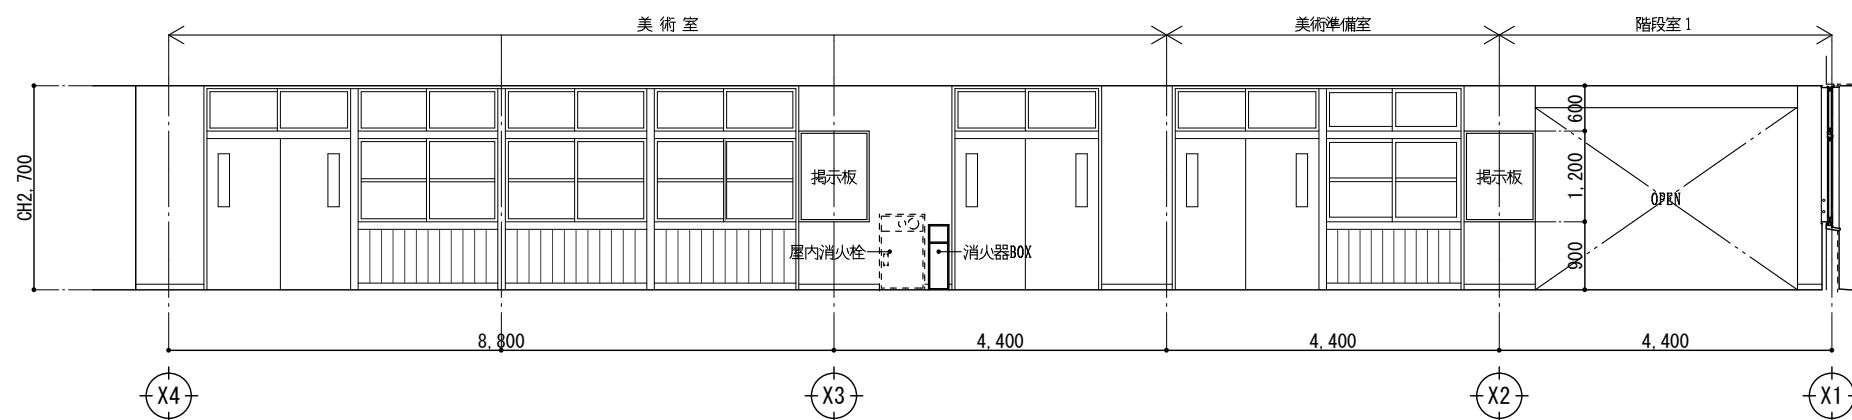 美術室
美術準備室
階段室1
CH2,700
掲示板
掲示板
600
1,200
900
OPEN
屋内消火栓
消火器BOX
8,800
4,400
4,400
4,400
X4
X3
X2
X1